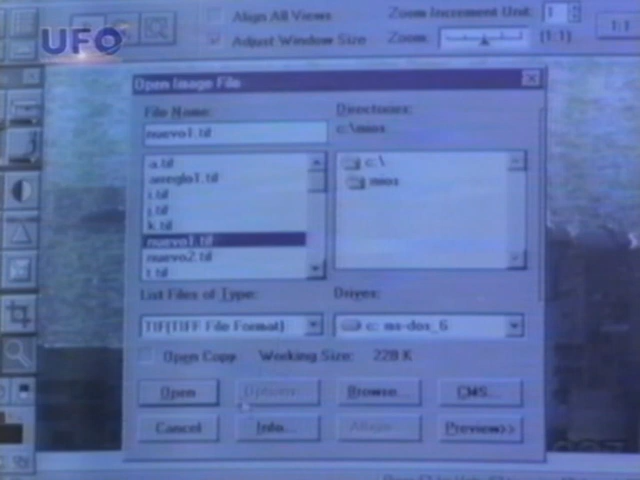 Align All Views
Zoom Increment Unit: 1
UFO
Adjust Window Size
Zoom: (1:1) 1:1
Open Image File
File Name:
Directories:
nuevo1.tif
c:\mios
a.tif
arreglo1.tif
i.tif
j.tif
k.tif
nuevo1.tif
nuevo2.tif
t.tif
c:\
mios
List Files of Type:
Drives:
TIF(TIFF File Format)
c: ms-dos_6
Open Copy
Working Size: 228 K
Open
Options...
Browse...
CMS...
Cancel
Info...
Preview>>